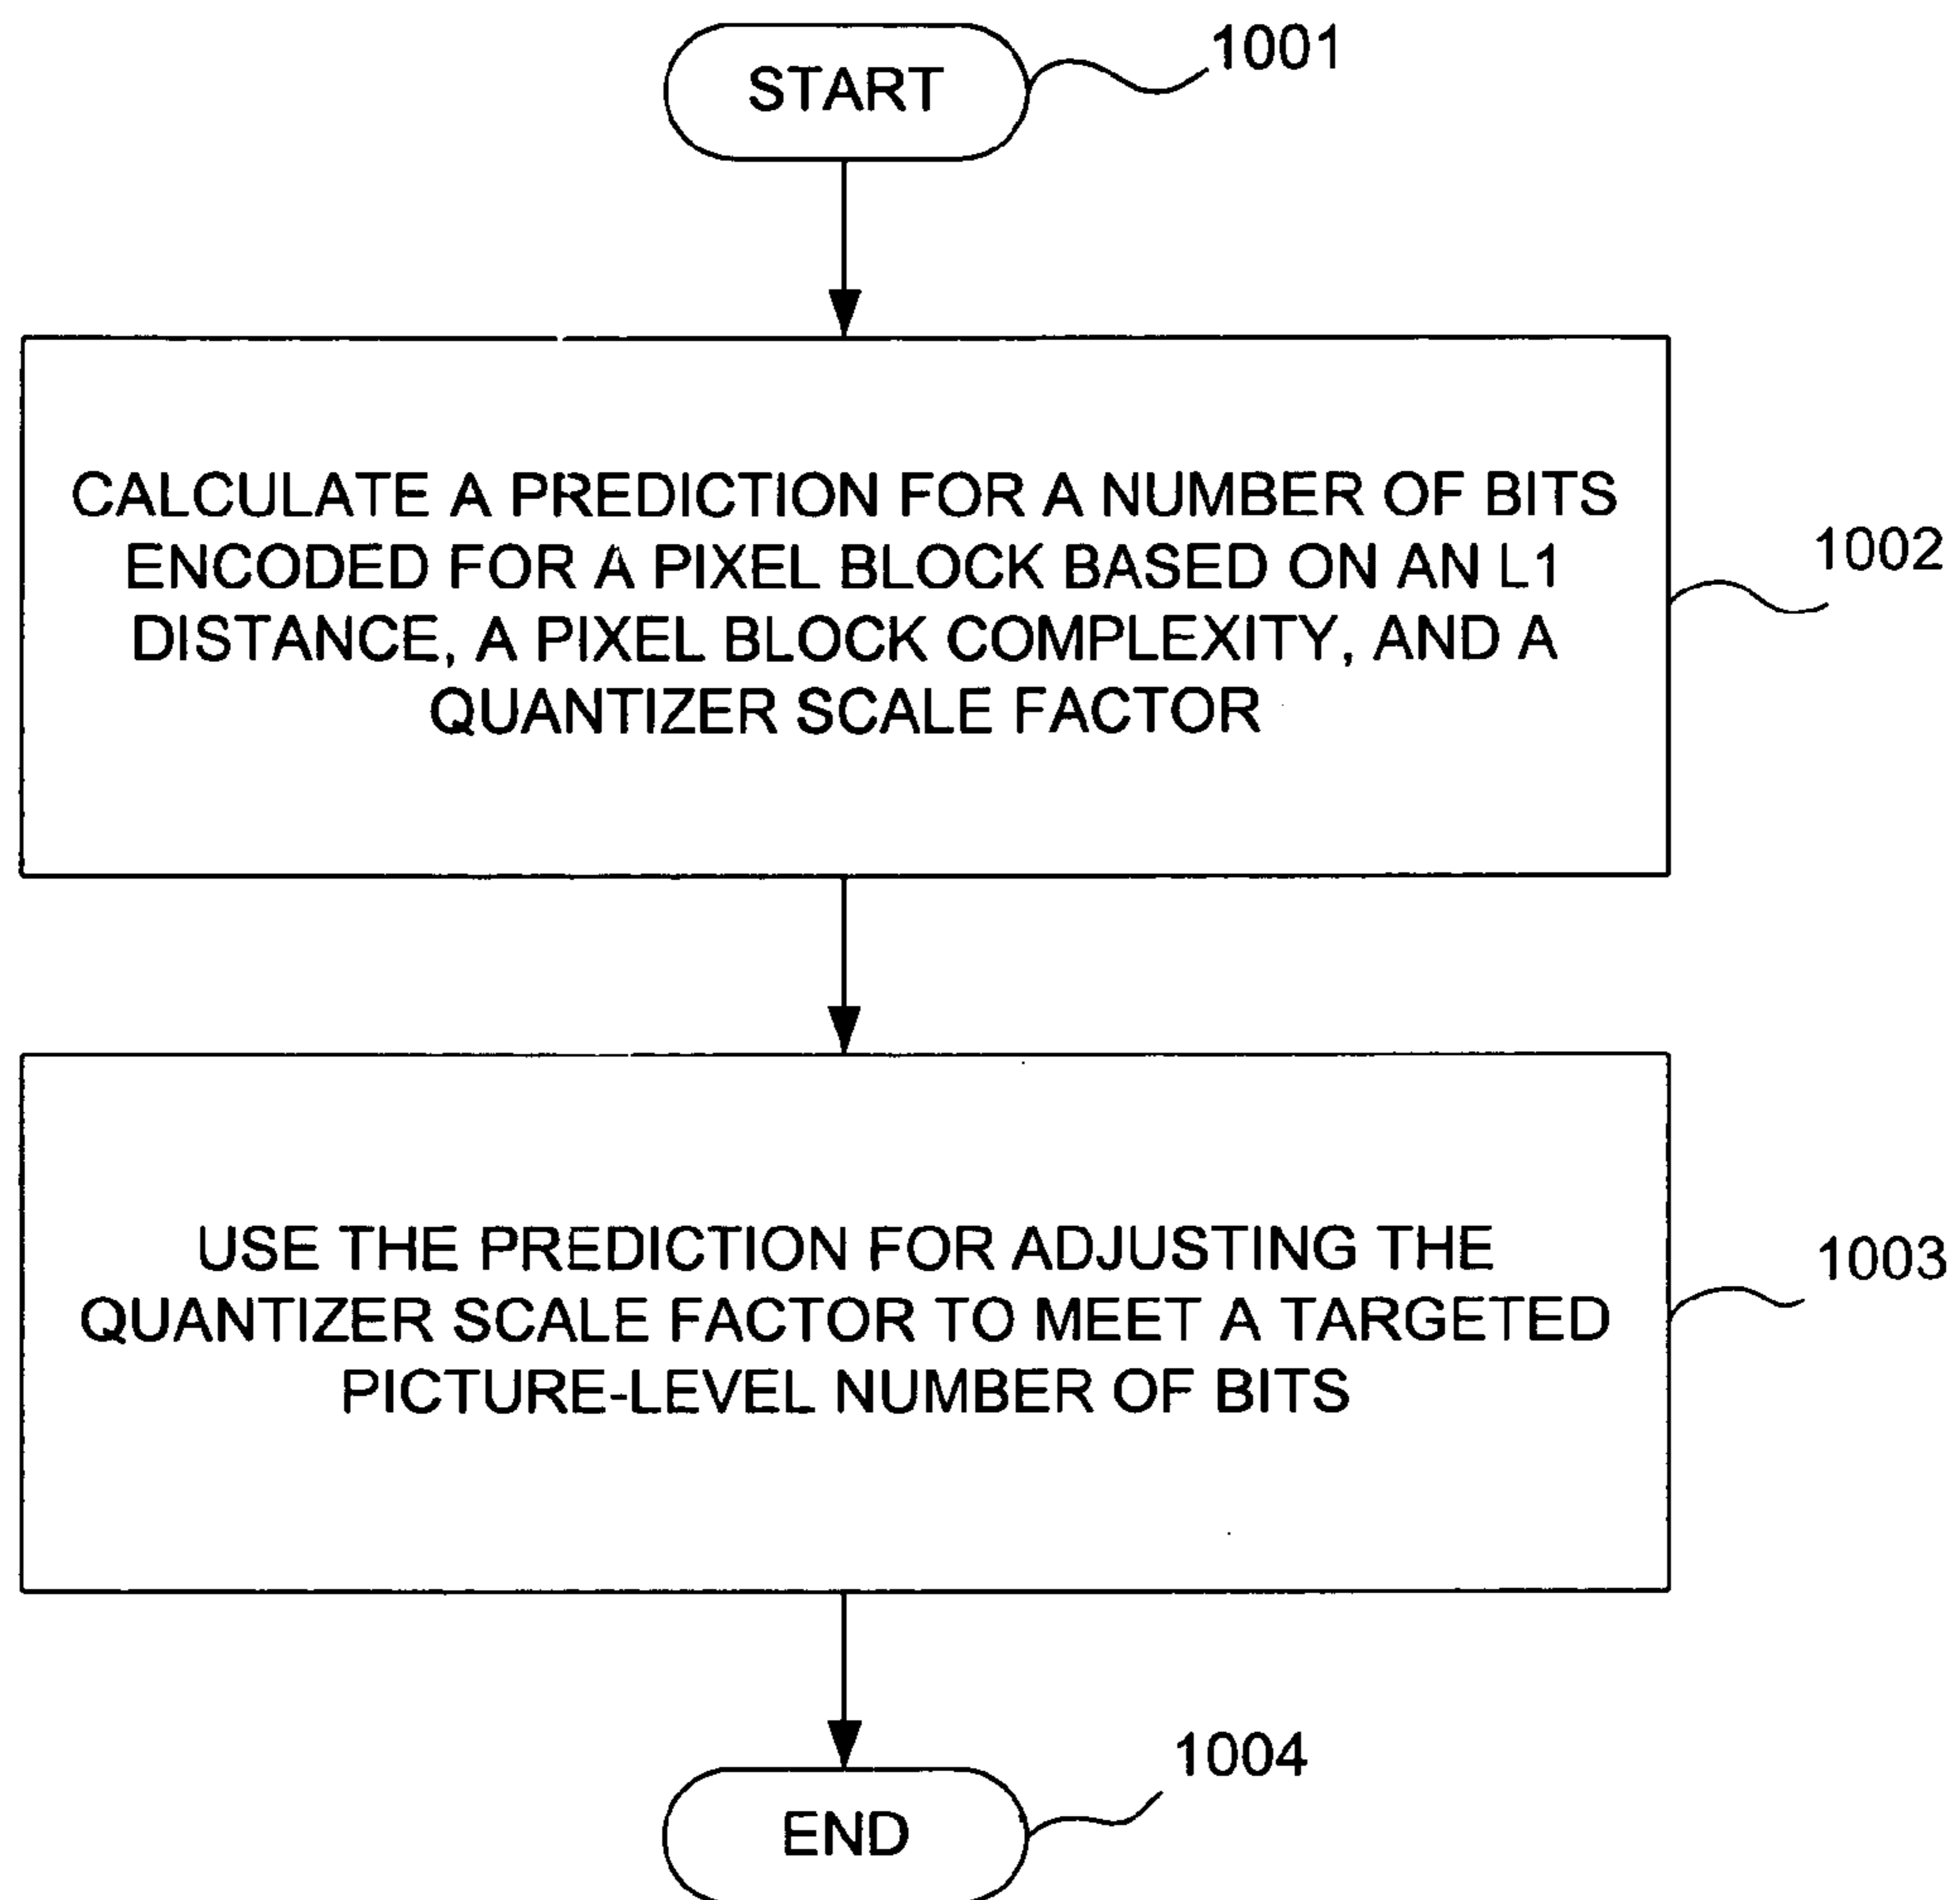 START
1001
CALCULATE A PREDICTION FOR A NUMBER OF BITS
ENCODED FOR A PIXEL BLOCK BASED ON AN L1
DISTANCE, A PIXEL BLOCK COMPLEXITY, AND A
QUANTIZER SCALE FACTOR
1002
USE THE PREDICTION FOR ADJUSTING THE
QUANTIZER SCALE FACTOR TO MEET A TARGETED
PICTURE-LEVEL NUMBER OF BITS
1003
END
1004